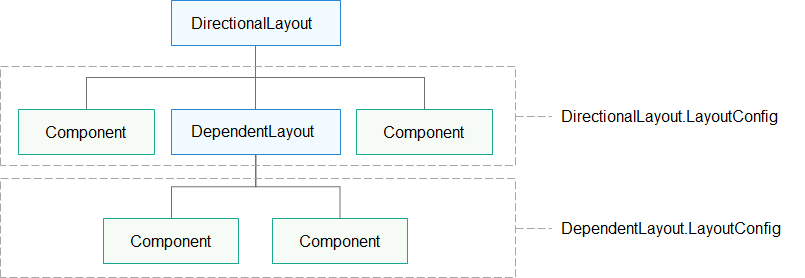 DirectionalLayout
Component
DependentLayout
Component
DirectionalLayout.LayoutConfig
Component
Component
DependentLayout.LayoutConfig